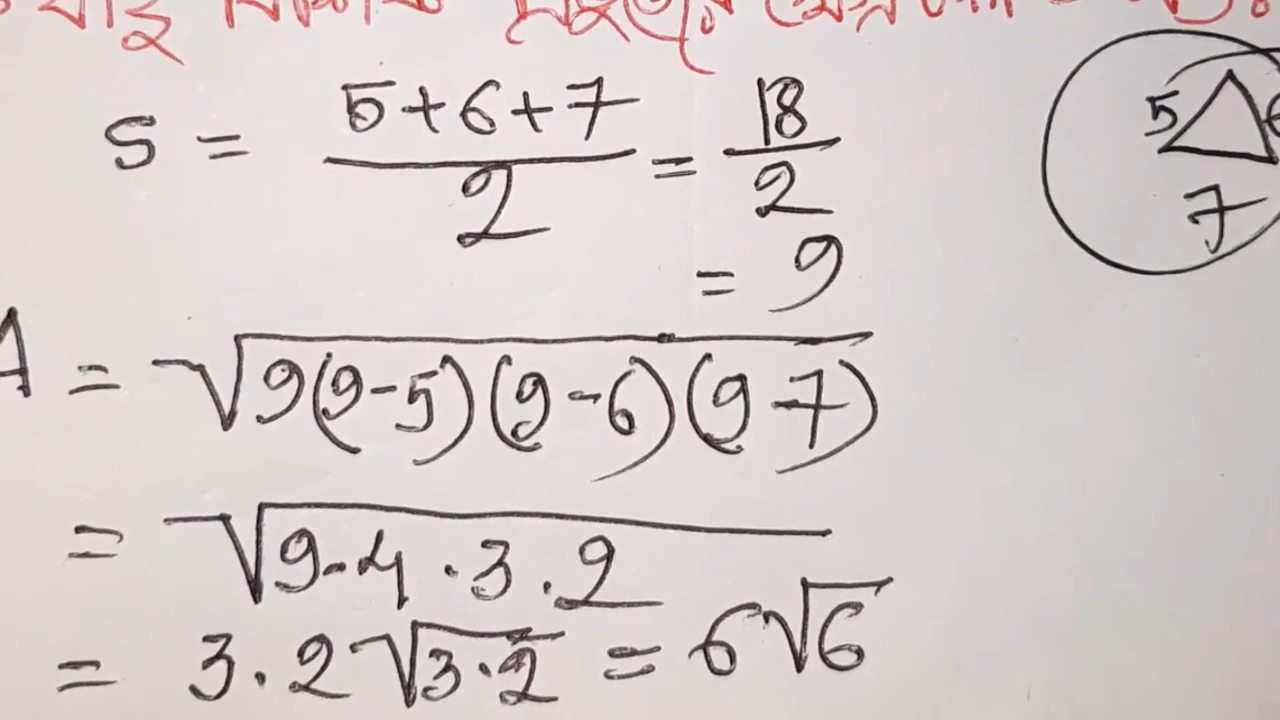 S = (5+6+7)/2 = 18/2
= 9
5
7
A = √(9(9-5)(9-6)(9-7))
= √(9·4·3·2)
= 3·2√(3·2) = 6√6